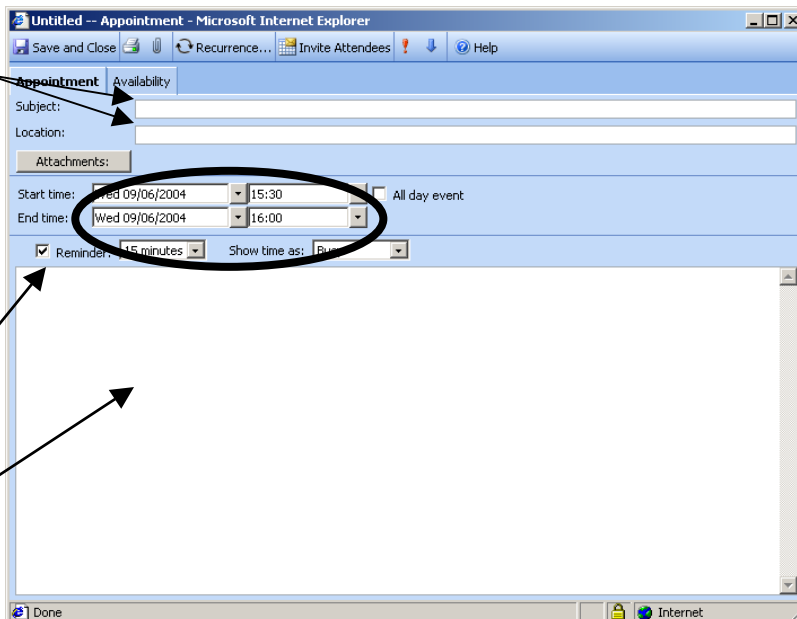 Untitled -- Appointment - Microsoft Internet Explorer
Save and Close Recurrence... Invite Attendees Help
Appointment Availability
Subject:
Location:
Attachments:
Start time: Wed 09/06/2004 15:30 All day event
End time: Wed 09/06/2004 16:00
Reminder: 15 minutes Show time as:
Done Internet